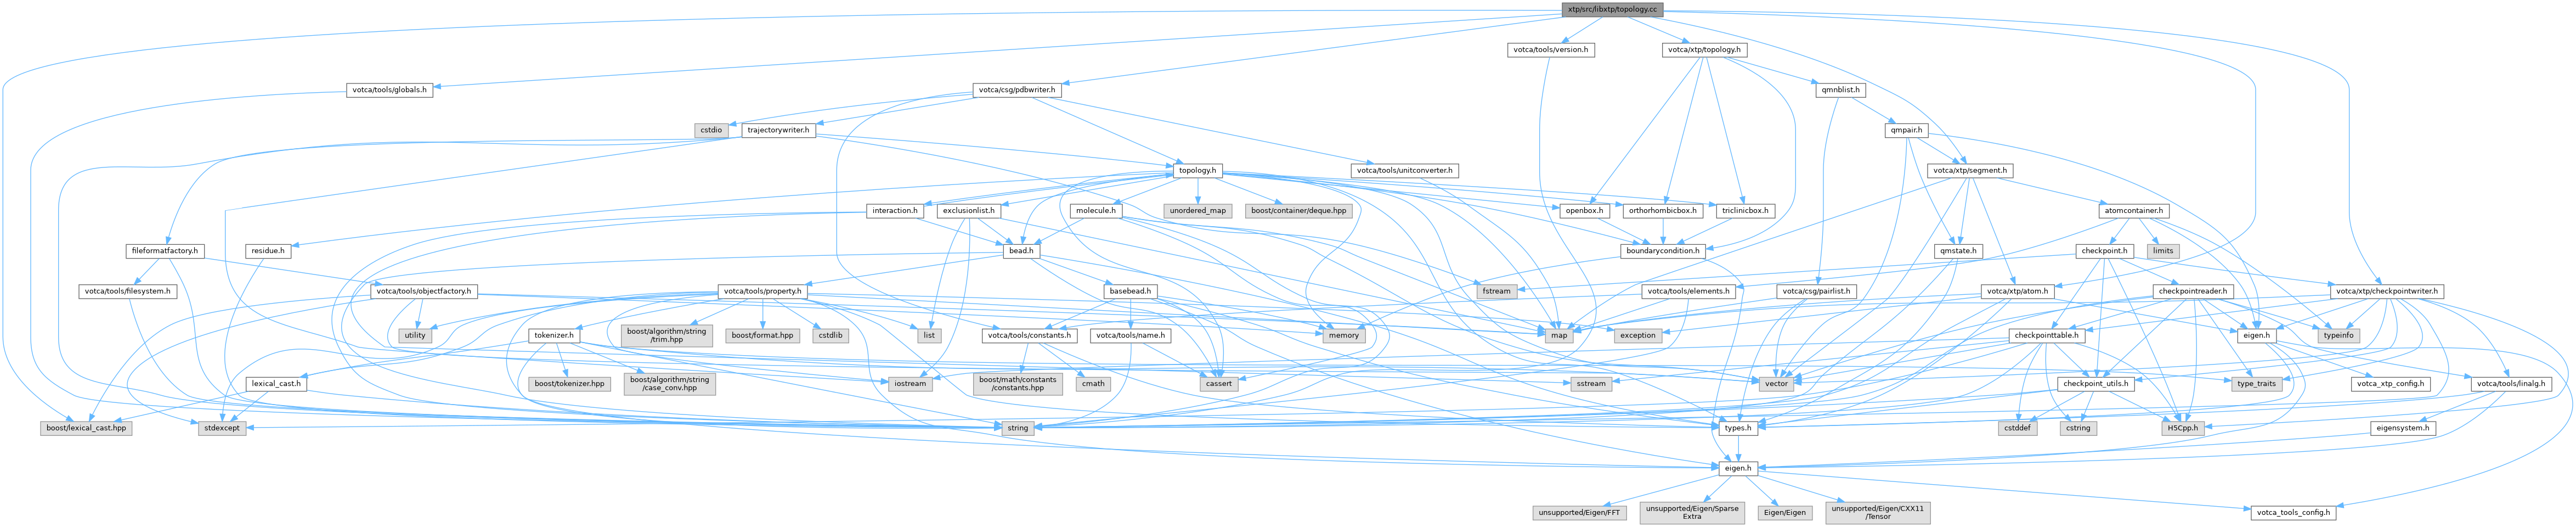 xtp/src/libxtp/topology.cc
votca/tools/version.h
votca/xtp/topology.h
votca/tools/globals.h
votca/csg/pdbwriter.h
qmnblist.h
cstdio
trajectorywriter.h
qmpair.h
topology.h
votca/tools/unitconverter.h
votca/xtp/segment.h
interaction.h
exclusionlist.h
molecule.h
unordered_map
boost/container/deque.hpp
openbox.h
orthorhombicbox.h
triclinicbox.h
atomcontainer.h
fileformatfactory.h
residue.h
bead.h
boundarycondition.h
qmstate.h
checkpoint.h
limits
votca/tools/filesystem.h
votca/tools/objectfactory.h
votca/tools/property.h
basebead.h
fstream
votca/tools/elements.h
votca/csg/pairlist.h
votca/xtp/atom.h
checkpointreader.h
votca/xtp/checkpointwriter.h
utility
tokenizer.h
boost/algorithm/string
/trim.hpp
boost/format.hpp
cstdlib
list
votca/tools/constants.h
votca/tools/name.h
memory
map
exception
checkpointtable.h
eigen.h
typeinfo
lexical_cast.h
boost/tokenizer.hpp
boost/algorithm/string
/case_conv.hpp
iostream
boost/math/constants
/constants.hpp
cmath
cassert
sstream
vector
checkpoint_utils.h
type_traits
votca_xtp_config.h
votca/tools/linalg.h
boost/lexical_cast.hpp
stdexcept
string
types.h
cstddef
cstring
H5Cpp.h
eigensystem.h
eigen.h
unsupported/Eigen/FFT
unsupported/Eigen/Sparse
Extra
Eigen/Eigen
unsupported/Eigen/CXX11
/Tensor
votca_tools_config.h